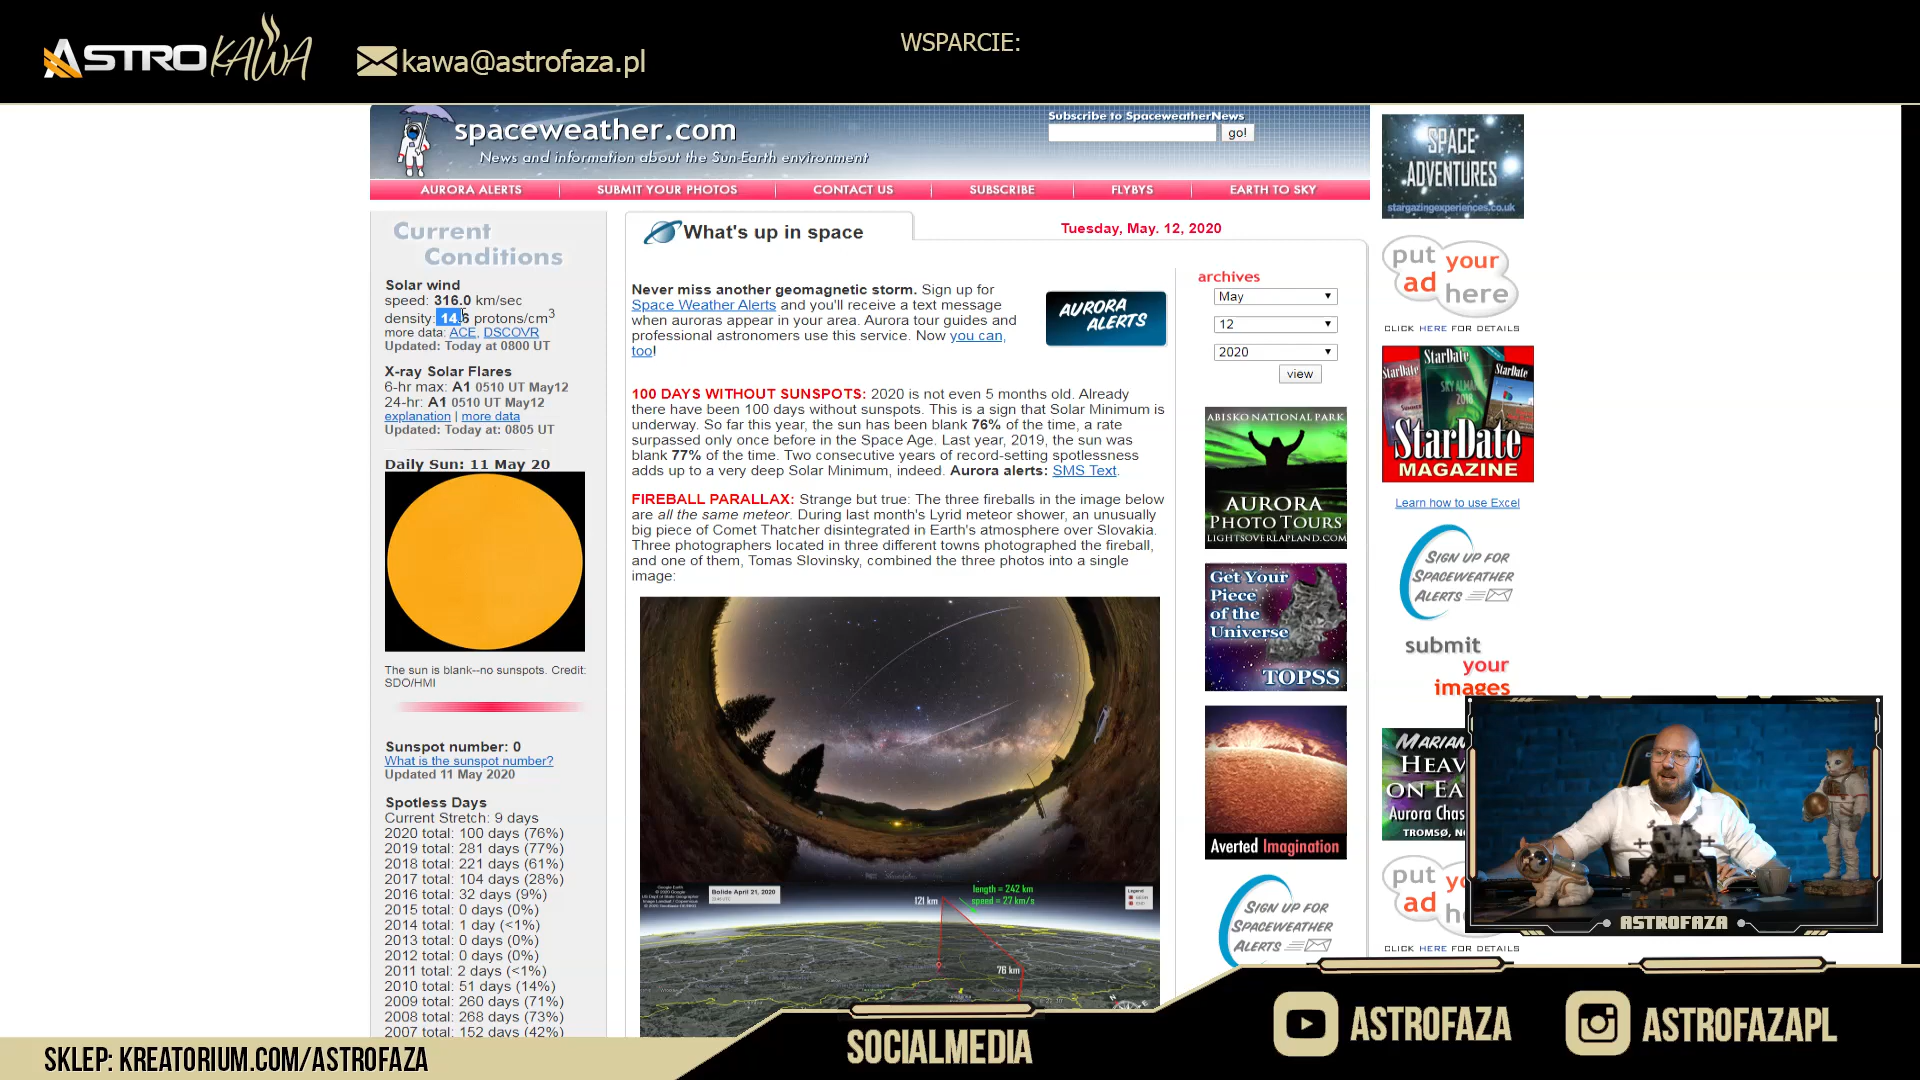 ASTROKAWA
kawa@astrofaza.pl
WSPARCIE:
spaceweather.com
News and information about the Sun-Earth environment
Subscribe to SpaceweatherNews
go!
AURORA ALERTS
SUBMIT YOUR PHOTOS
CONTACT US
SUBSCRIBE
FLYBYS
EARTH TO SKY
Current
Conditions
Solar wind
speed: 316.0 km/sec
density: 14.6 protons/cm3
more data: ACE, DSCOVR
Updated: Today at 0800 UT
X-ray Solar Flares
6-hr max: A1 0510 UT May12
24-hr: A1 0510 UT May12
explanation | more data
Updated: Today at: 0805 UT
Daily Sun: 11 May 20
The sun is blank--no sunspots. Credit:
SDO/HMI
Sunspot number: 0
What is the sunspot number?
Updated 11 May 2020
Spotless Days
Current Stretch: 9 days
2020 total: 100 days (76%)
2019 total: 281 days (77%)
2018 total: 221 days (61%)
2017 total: 104 days (28%)
2016 total: 32 days (9%)
2015 total: 0 days (0%)
2014 total: 1 day (<1%)
2013 total: 0 days (0%)
2012 total: 0 days (0%)
2011 total: 2 days (<1%)
2010 total: 51 days (14%)
2009 total: 260 days (71%)
2008 total: 268 days (73%)
2007 total: 152 days (42%)
What's up in space
Tuesday, May. 12, 2020
Never miss another geomagnetic storm. Sign up for
Space Weather Alerts and you'll receive a text message
when auroras appear in your area. Aurora tour guides and
professional astronomers use this service. Now you can,
too!
AURORA
ALERTS
100 DAYS WITHOUT SUNSPOTS: 2020 is not even 5 months old. Already
there have been 100 days without sunspots. This is a sign that Solar Minimum is
underway. So far this year, the sun has been blank 76% of the time, a rate
surpassed only once before in the Space Age. Last year, 2019, the sun was
blank 77% of the time. Two consecutive years of record-setting spotlessness
adds up to a very deep Solar Minimum, indeed. Aurora alerts: SMS Text.
FIREBALL PARALLAX: Strange but true: The three fireballs in the image below
are all the same meteor. During last month's Lyrid meteor shower, an unusually
big piece of Comet Thatcher disintegrated in Earth's atmosphere over Slovakia.
Three photographers located in three different towns photographed the fireball,
and one of them, Tomas Slovinsky, combined the three photos into a single
image:
Bolide April 21, 2020
length = 242 km
speed = 27 km/s
121 km
76 km
Legend
N
archives
May
12
2020
view
ABISKO NATIONAL PARK
AURORA
PHOTO TOURS
LIGHTSOVERLAPLAND.COM
Get Your
Piece
of the
Universe
TOPSS
Averted Imagination
SIGN UP FOR
SPACEWEATHER
ALERTS
SPACE
ADVENTURES
stargazingexperiences.co.uk
put your
ad here
CLICK HERE FOR DETAILS
StarDate
StarDate
StarDate
SKY ALMANAC
2018
StarDate
MAGAZINE
Learn how to use Excel
SIGN UP FOR
SPACEWEATHER
ALERTS
submit
your
images
MARIAN
HEAV
ON EA
Aurora Chas
TROMSØ, N
put yo
ad he
CLICK HERE FOR DETAILS
ASTROFAZA
SKLEP: KREATORIUM.COM/ASTROFAZA
SOCIALMEDIA
ASTROFAZA
ASTROFAZAPL